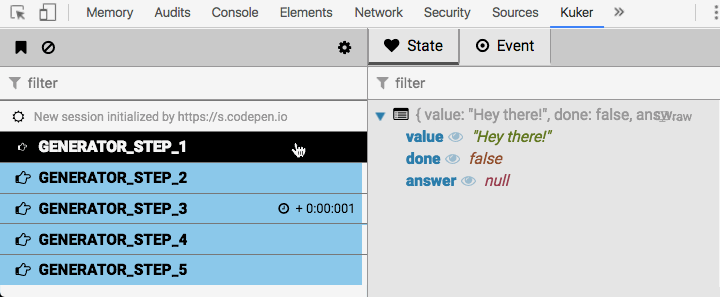 Memory Audits Console Elements Network Security Sources Kuker »
State Event
filter
filter
New session initialized by https://s.codepen.io
GENERATOR_STEP_1
GENERATOR_STEP_2
GENERATOR_STEP_3 + 0:00:001
GENERATOR_STEP_4
GENERATOR_STEP_5
{ value: "Hey there!", done: false, answ raw
value "Hey there!"
done false
answer null